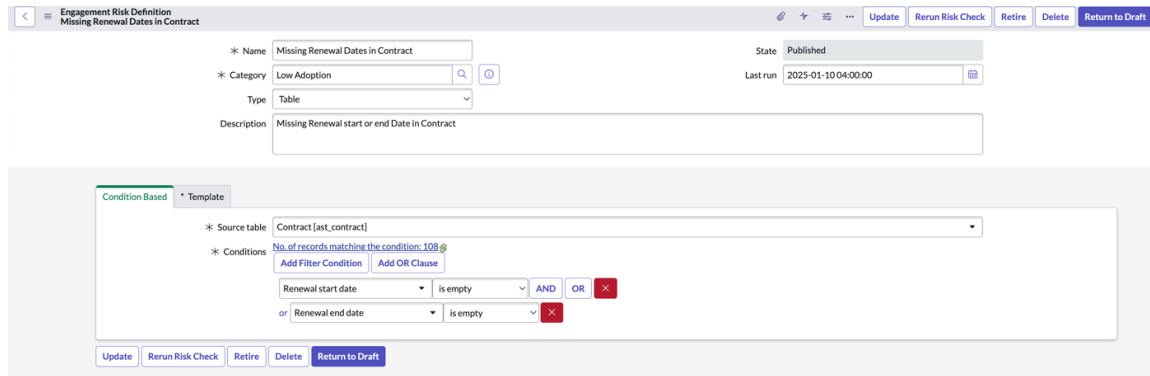 Engagement Risk Definition
Missing Renewal Dates in Contract
Update Rerun Risk Check Retire Delete Return to Draft
Name Missing Renewal Dates in Contract
State Published
Category Low Adoption
Last run 2025-01-10 04:00:00
Type Table
Description Missing Renewal start or end Date in Contract
Condition Based * Template
Source table Contract [ast_contract]
Conditions No. of records matching the condition: 108
Add Filter Condition Add OR Clause
Renewal start date is empty AND OR
or Renewal end date is empty
Update Rerun Risk Check Retire Delete Return to Draft